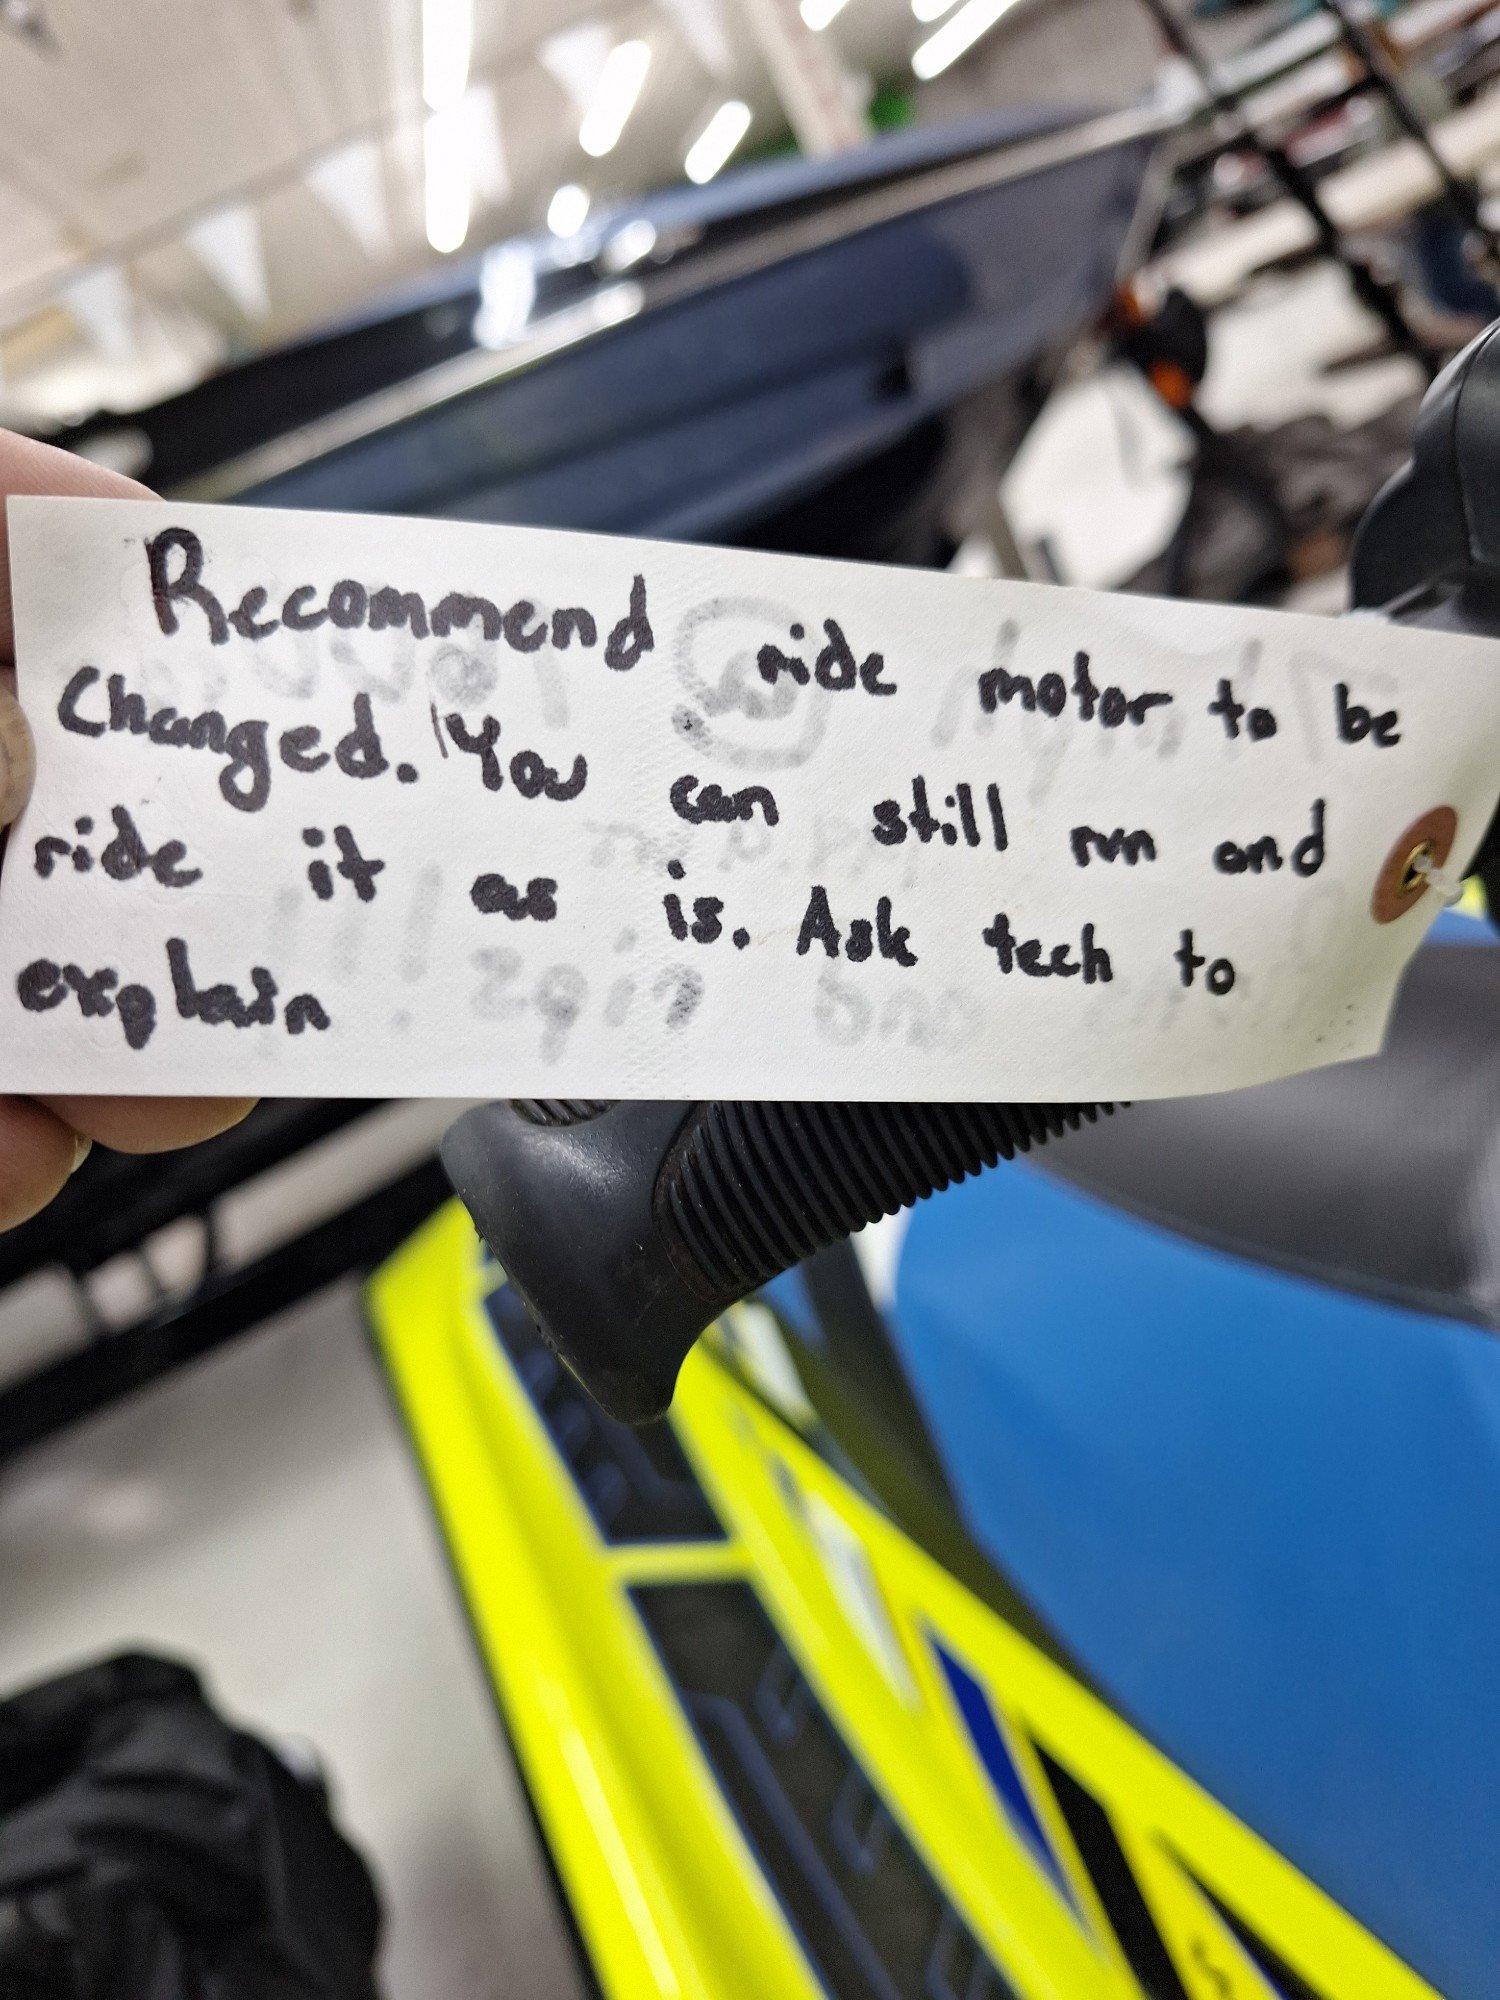 Recommend ride motor to be
Changed. You can still run and
ride it as is. Ask tech to
explain